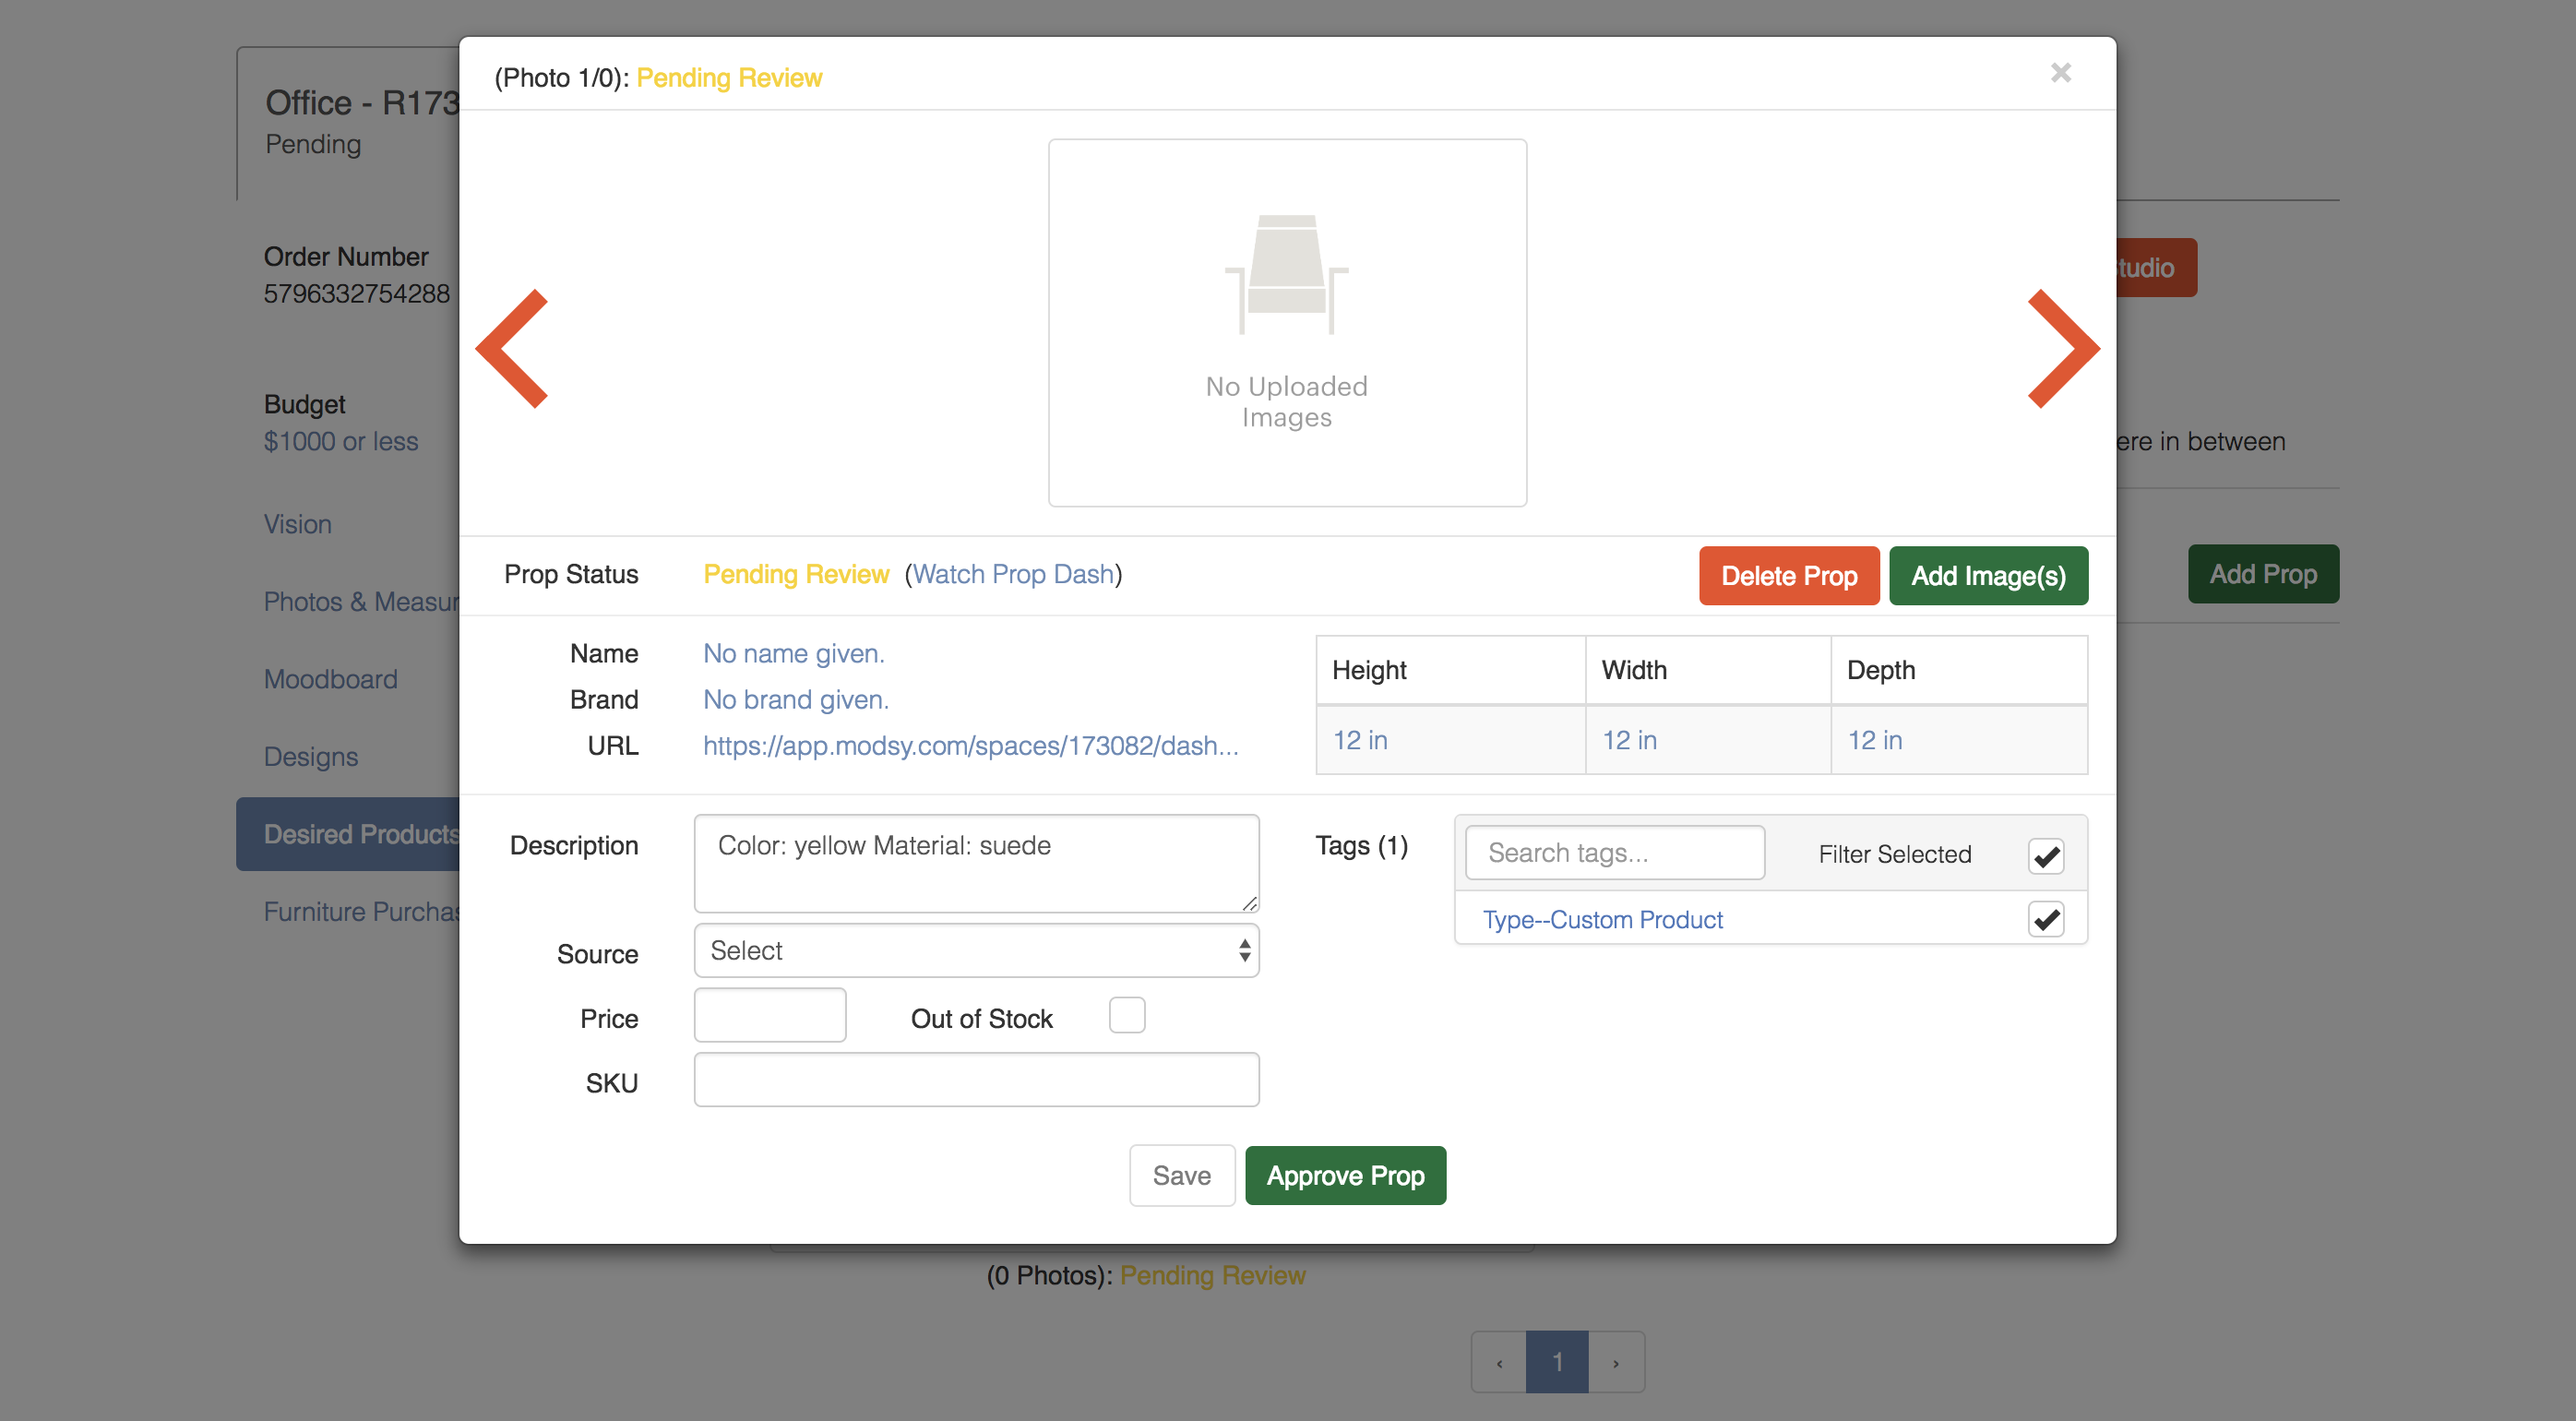 (Photo 1/0): Pending Review
×
Office - R173
Pending
Order Number
5796332754288
tudio
No Uploaded
Images
Budget
$1000 or less
ere in between
Vision
Prop Status Pending Review (Watch Prop Dash) Delete Prop Add Image(s)
Add Prop
Photos & Measur
Name No name given.
Height Width Depth
Moodboard
Brand No brand given.
URL https://app.modsy.com/spaces/173082/dash...
12 in 12 in 12 in
Designs
Desired Products
Description Color: yellow Material: suede
Tags (1) Search tags... Filter Selected
Furniture Purchas
Type--Custom Product
Source Select
Price Out of Stock
SKU
Save Approve Prop
(0 Photos): Pending Review
‹ 1 ›